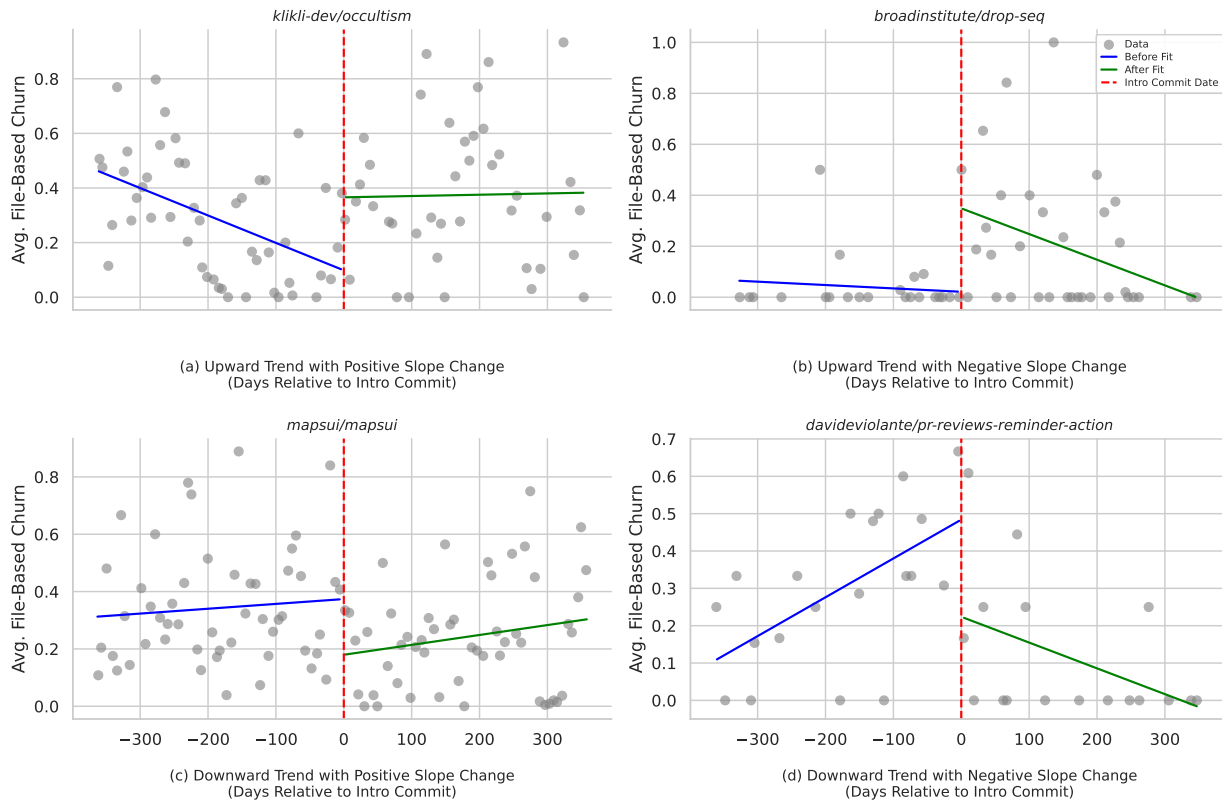 klikli-dev/occultism
Avg. File-Based Churn
0.8
0.6
0.4
0.2
0.0
(a) Upward Trend with Positive Slope Change
(Days Relative to Intro Commit)
broadinstitute/drop-seq
Avg. File-Based Churn
1.0
0.8
0.6
0.4
0.2
0.0
Data
Before Fit
After Fit
Intro Commit Date
(b) Upward Trend with Negative Slope Change
(Days Relative to Intro Commit)
mapsui/mapsui
Avg. File-Based Churn
0.8
0.6
0.4
0.2
0.0
−300 −200 −100 0 100 200 300
(c) Downward Trend with Positive Slope Change
(Days Relative to Intro Commit)
davideviolante/pr-reviews-reminder-action
Avg. File-Based Churn
0.7
0.6
0.5
0.4
0.3
0.2
0.1
0.0
−300 −200 −100 0 100 200 300
(d) Downward Trend with Negative Slope Change
(Days Relative to Intro Commit)